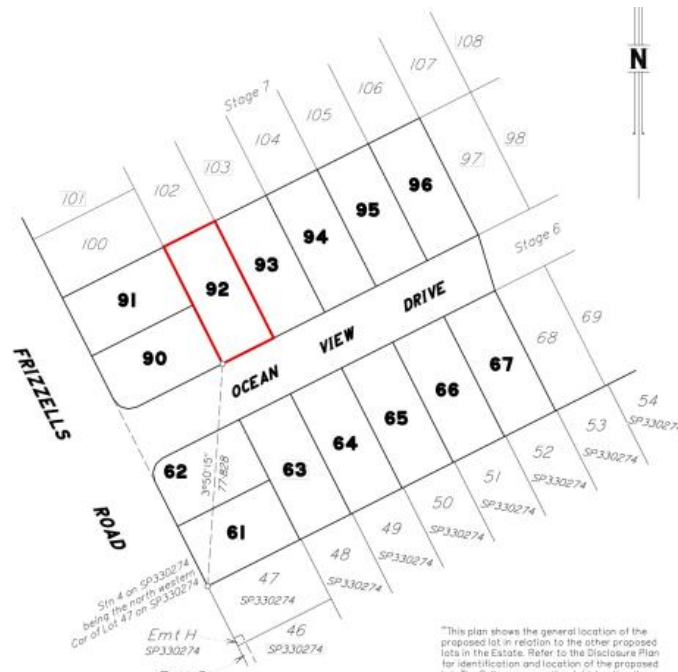 108
107
106
105
Stage 7
104
103
102
101
100
N
98
97
96
95
94
93
92
91
90
Stage 6
OCEAN VIEW DRIVE
FRIZZELLS
ROAD
69
68
67
66
65
64
63
62
61
3°50'15"
77·828
54
SP330274
53
SP330274
52
SP330274
51
SP330274
50
SP330274
49
SP330274
48
SP330274
47
SP330274
46
SP330274
Stn 4 on SP330274
being the north western
Cor of Lot 47 on SP330274
Emt H
SP330274
"This plan shows the general location of the
proposed lot in relation to the other proposed
lots in the Estate. Refer to the Disclosure Plan
for identification and location of the proposed